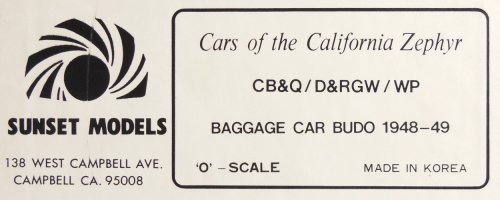 SUNSET MODELS
138 WEST CAMPBELL AVE.
CAMPBELL CA. 95008
Cars of the California Zephyr
CB&Q/D&RGW/WP
BAGGAGE CAR BUDO 1948-49
'O' - SCALE
MADE IN KOREA